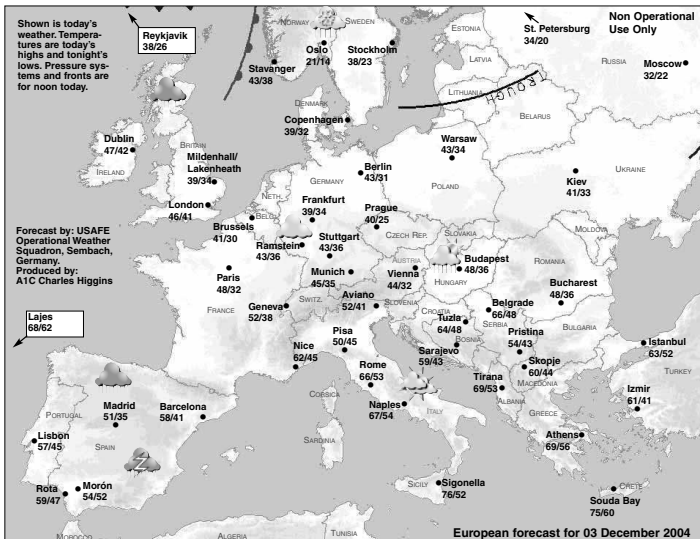 Shown is today's
weather. Tempera-
tures are today's
highs and tonight's
lows. Pressure sys-
tems and fronts are
for noon today.
Reykjavik
38/26
NORWAY
SWEDEN
Oslo
21/14
Stockholm
38/23
Stavanger
43/38
ESTONIA
LATVIA
LITHUANIA
St. Petersburg
34/20
Non Operational
Use Only
RUSSIA
Moscow
32/22
TROUGH
BELARUS
DENMARK
Copenhagen
39/32
Dublin
47/42
IRELAND
BRITAIN
Mildenhall/
Lakenheath
39/34
London
46/41
NETH.
BELG.
Brussels
41/30
GERMANY
Berlin
43/31
Frankfurt
39/34
Ramstein
43/36
Stuttgart
43/36
Munich
45/35
Warsaw
43/34
POLAND
Prague
40/25
CZECH REP.
SLOVAKIA
UKRAINE
Kiev
41/33
MOLDOVA
Forecast by: USAFE
Operational Weather
Squadron, Sembach,
Germany.
Produced by:
A1C Charles Higgins
Paris
48/32
FRANCE
AUSTRIA
Vienna
44/32
Budapest
48/36
HUNGARY
ROMANIA
Bucharest
48/36
Lajes
68/62
Geneva
52/38
SWITZ.
Aviano
52/41
SLOVENIA
CROATIA
Belgrade
66/48
SERBIA
Tuzla
64/48
BOSNIA
Sarajevo
59/43
Pristina
54/43
BULGARIA
Skopje
60/44
MACEDONIA
Istanbul
63/52
TURKEY
Nice
62/45
Pisa
50/45
Rome
66/53
Naples
67/54
ITALY
CORSICA
SARDINIA
Tirana
69/53
ALBANIA
GREECE
Izmir
61/41
Athens
69/56
PORTUGAL
Madrid
51/35
Barcelona
58/41
Lisbon
57/45
SPAIN
Rota
59/47
Morón
54/52
SICILY
Sigonella
76/52
CRETE
Souda Bay
75/60
MOROCCO
ALGERIA
TUNISIA
European forecast for 03 December 2004